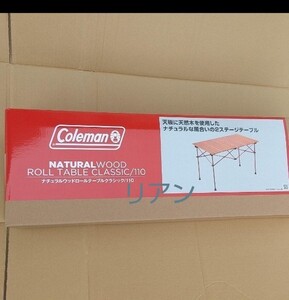 Coleman
天板に天然木を使用した
ナチュラルな風合いの2ステージテーブル
NATURALWOOD
ROLL TABLE CLASSIC/110
ナチュラルウッドロールテーブルクラシック/110
リアン